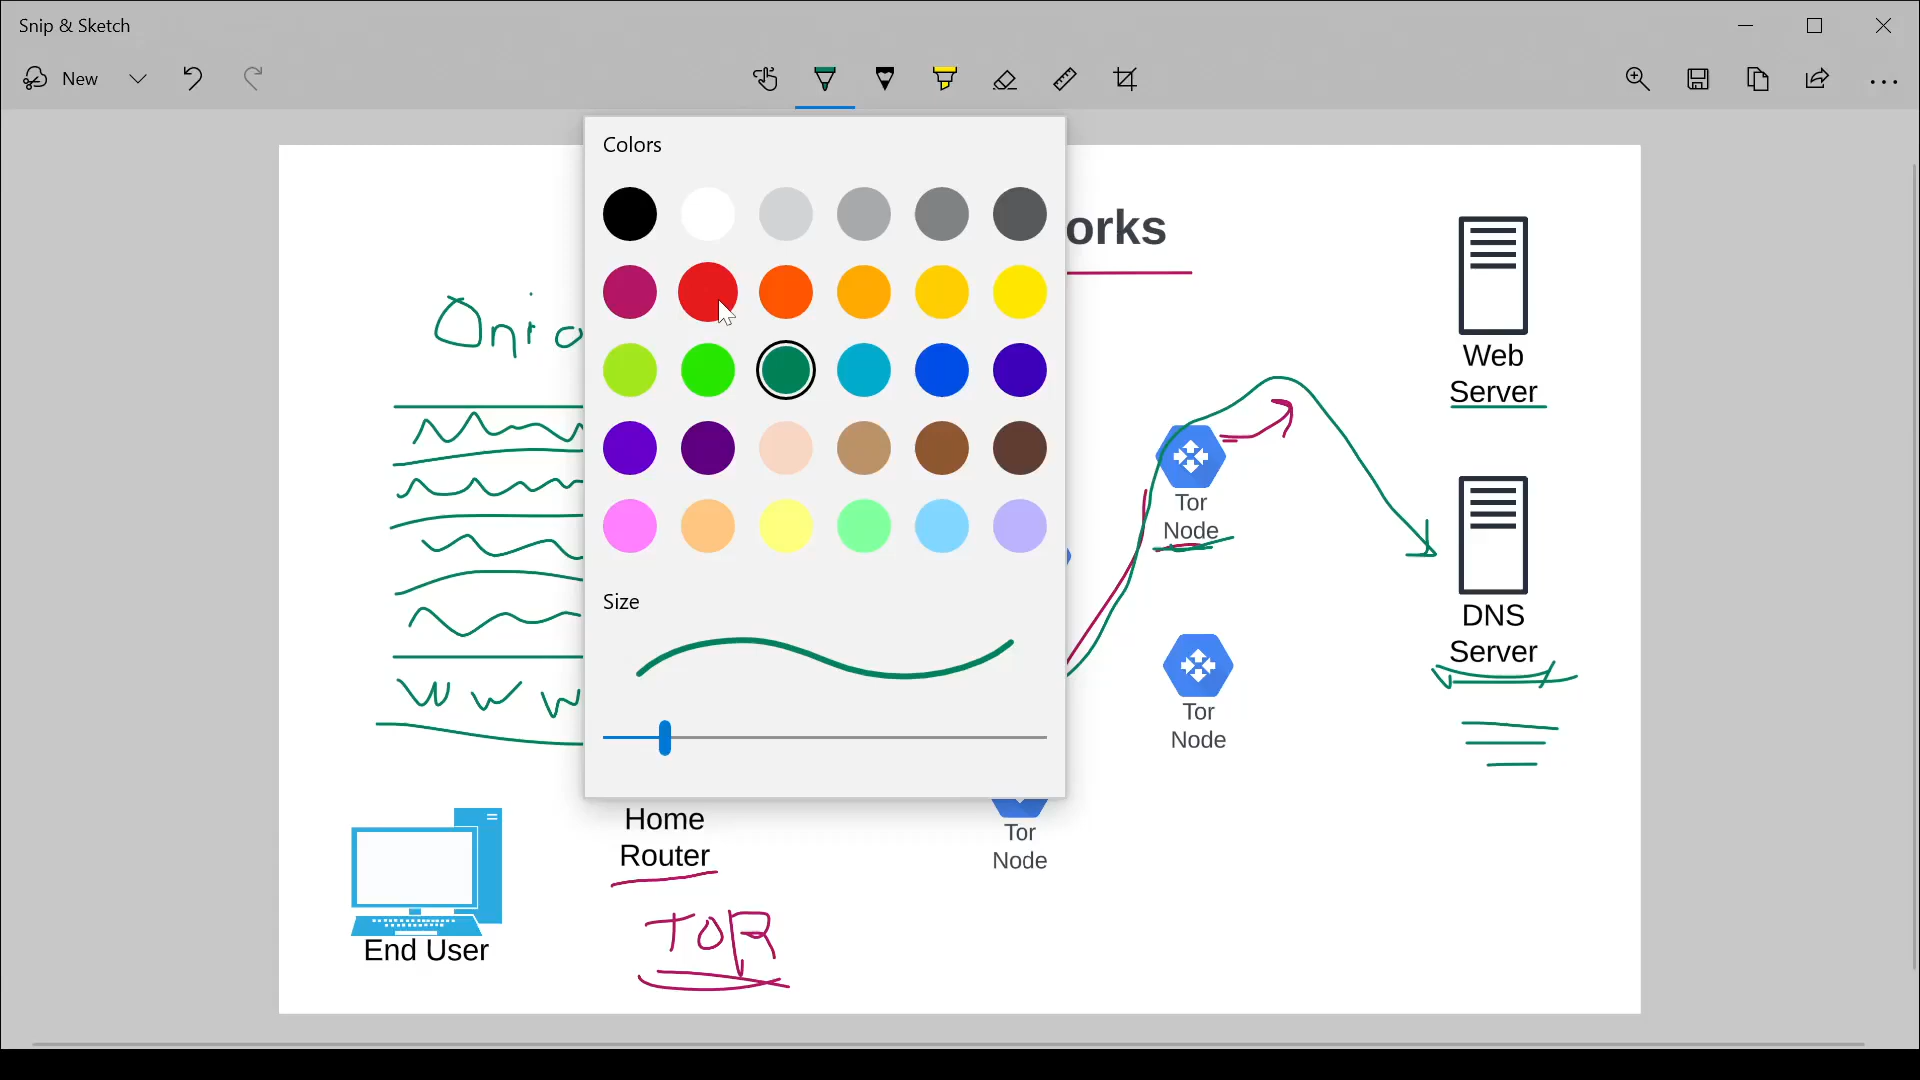 Snip & Sketch
New
Colors
orks
Web
Server
Tor
Node
Size
DNS
Server
Tor
Node
www
Home
Router
Tor
Node
TOR
End User